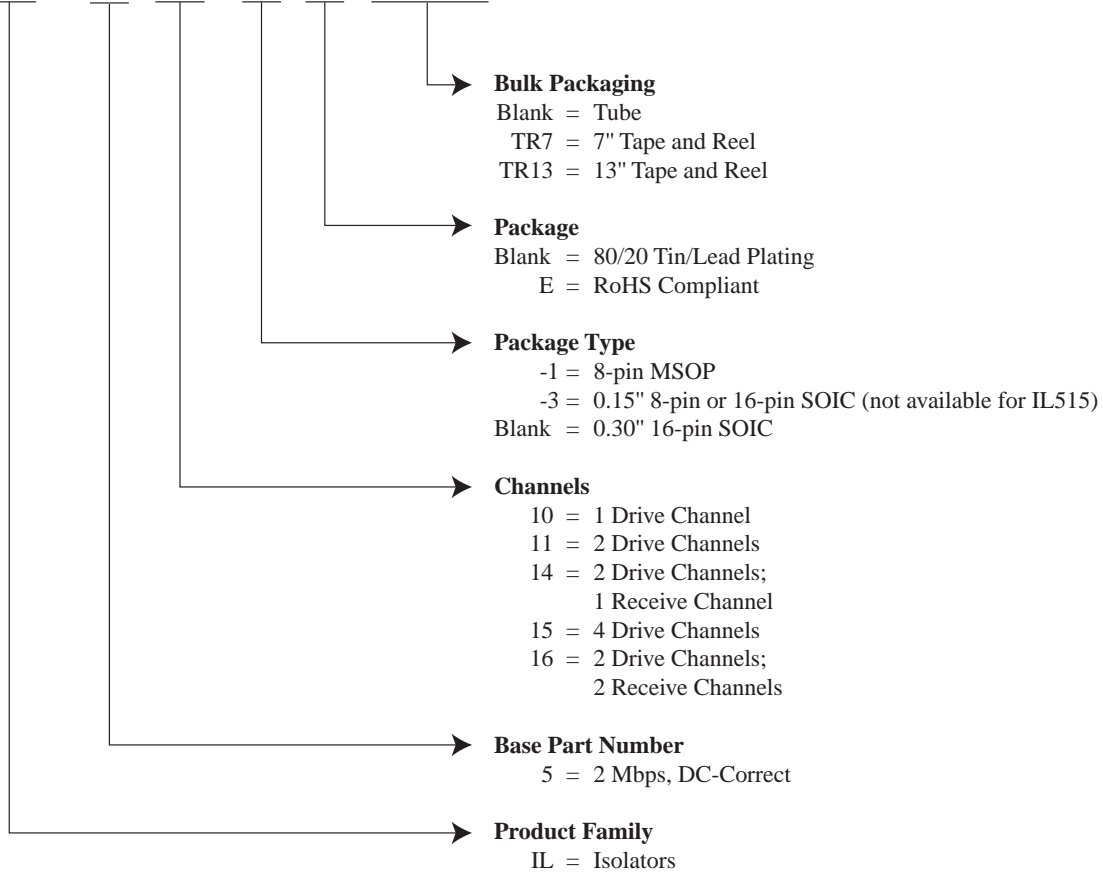 Bulk Packaging
Blank = Tube
TR7 = 7" Tape and Reel
TR13 = 13" Tape and Reel
Package
Blank = 80/20 Tin/Lead Plating
E = RoHS Compliant
Package Type
-1 = 8-pin MSOP
-3 = 0.15" 8-pin or 16-pin SOIC (not available for IL515)
Blank = 0.30" 16-pin SOIC
Channels
10 = 1 Drive Channel
11 = 2 Drive Channels
14 = 2 Drive Channels;
1 Receive Channel
15 = 4 Drive Channels
16 = 2 Drive Channels;
2 Receive Channels
Base Part Number
5 = 2 Mbps, DC-Correct
Product Family
IL = Isolators